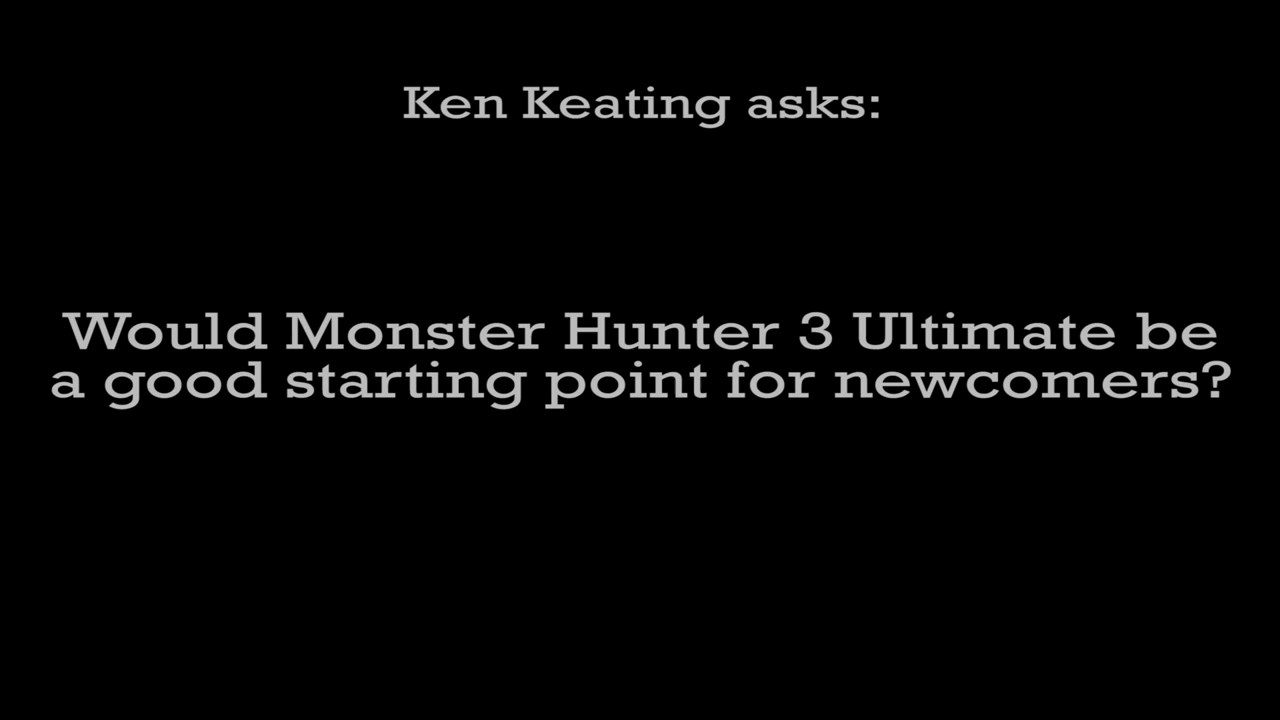 Ken Keating asks:
Would Monster Hunter 3 Ultimate be
a good starting point for newcomers?